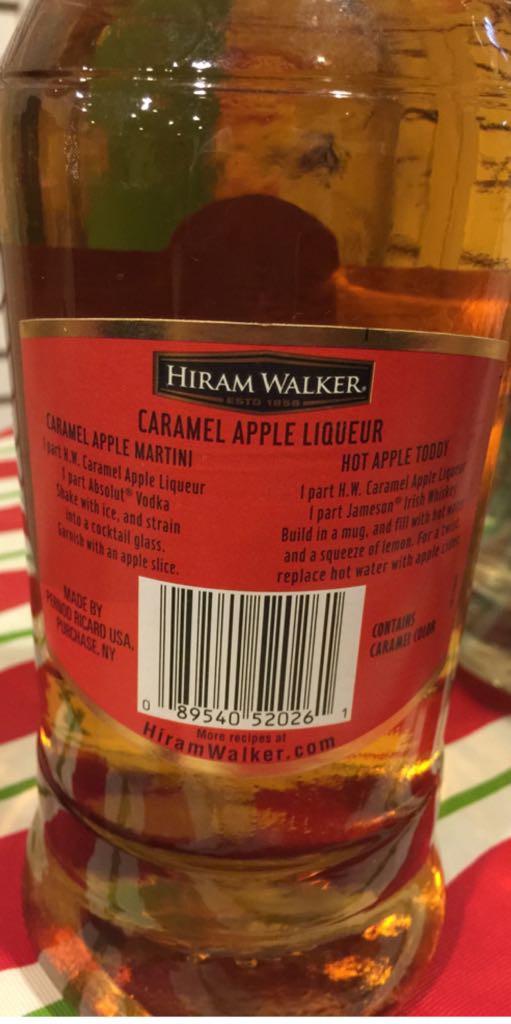 HIRAM WALKER®
ESTD 1858
CARAMEL APPLE LIQUEUR
CARAMEL APPLE MARTINI
1 part H.W. Caramel Apple Liqueur
1 part Absolut® Vodka
Shake with ice, and strain
into a cocktail glass.
Garnish with an apple slice.
HOT APPLE TODDY
1 part H.W. Caramel Apple Liqueur
1 part Jameson® Irish Whiskey
Build in a mug, and fill with hot water
and a squeeze of lemon. For a twist,
replace hot water with apple cider.
MADE BY
PERNOD RICARD USA,
PURCHASE, NY
CONTAINS
CARAMEL COLOR
0 89540 52026 1
More recipes at
HiramWalker.com